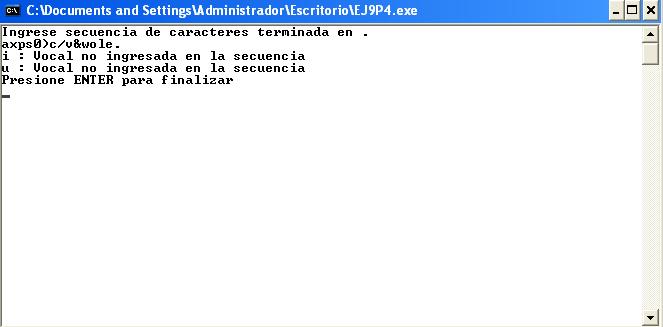 C:\Documents and Settings\Administrador\Escritorio\EJ9P4.exe
Ingrese secuencia de caracteres terminada en .
axps0>c/v&wole.
i : Vocal no ingresada en la secuencia
u : Vocal no ingresada en la secuencia
Presione ENTER para finalizar